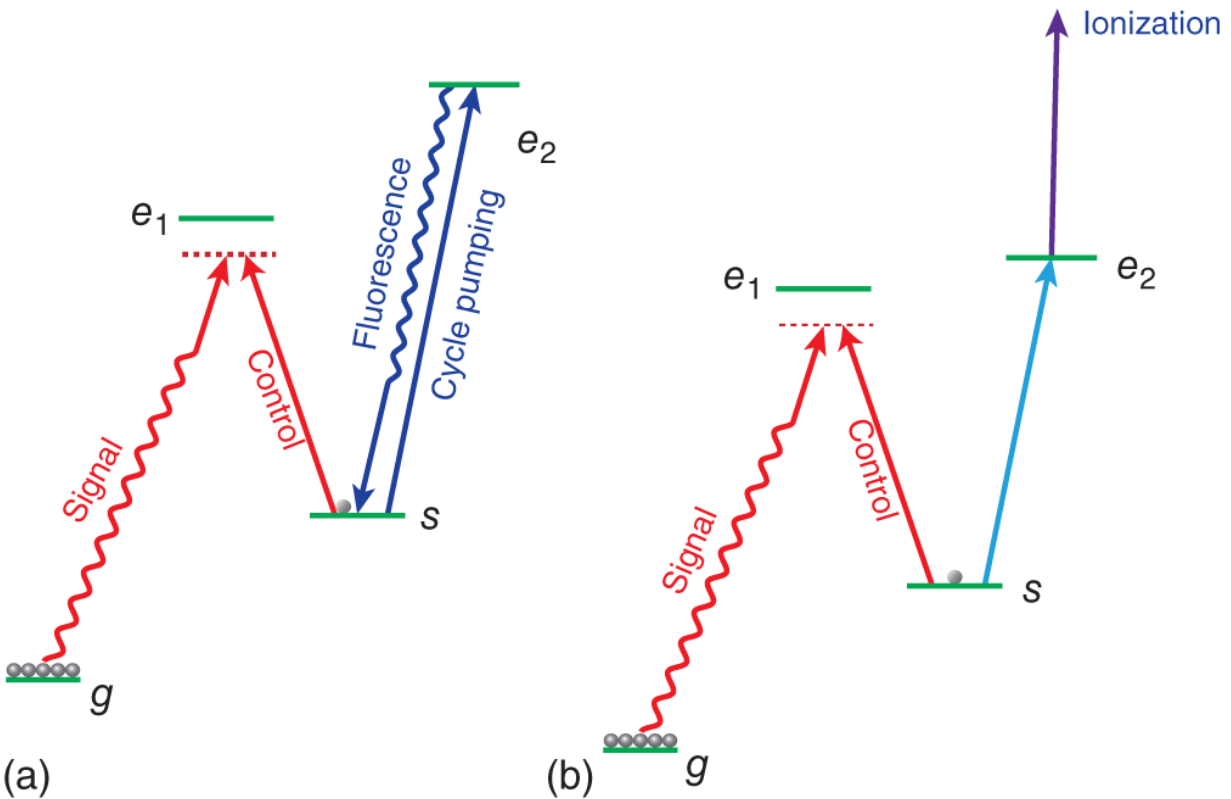 Ionization
e2
e1
Fluorescence
Cycle pumping
Control
Signal
s
g
(a)
e2
e1
Control
Signal
s
g
(b)